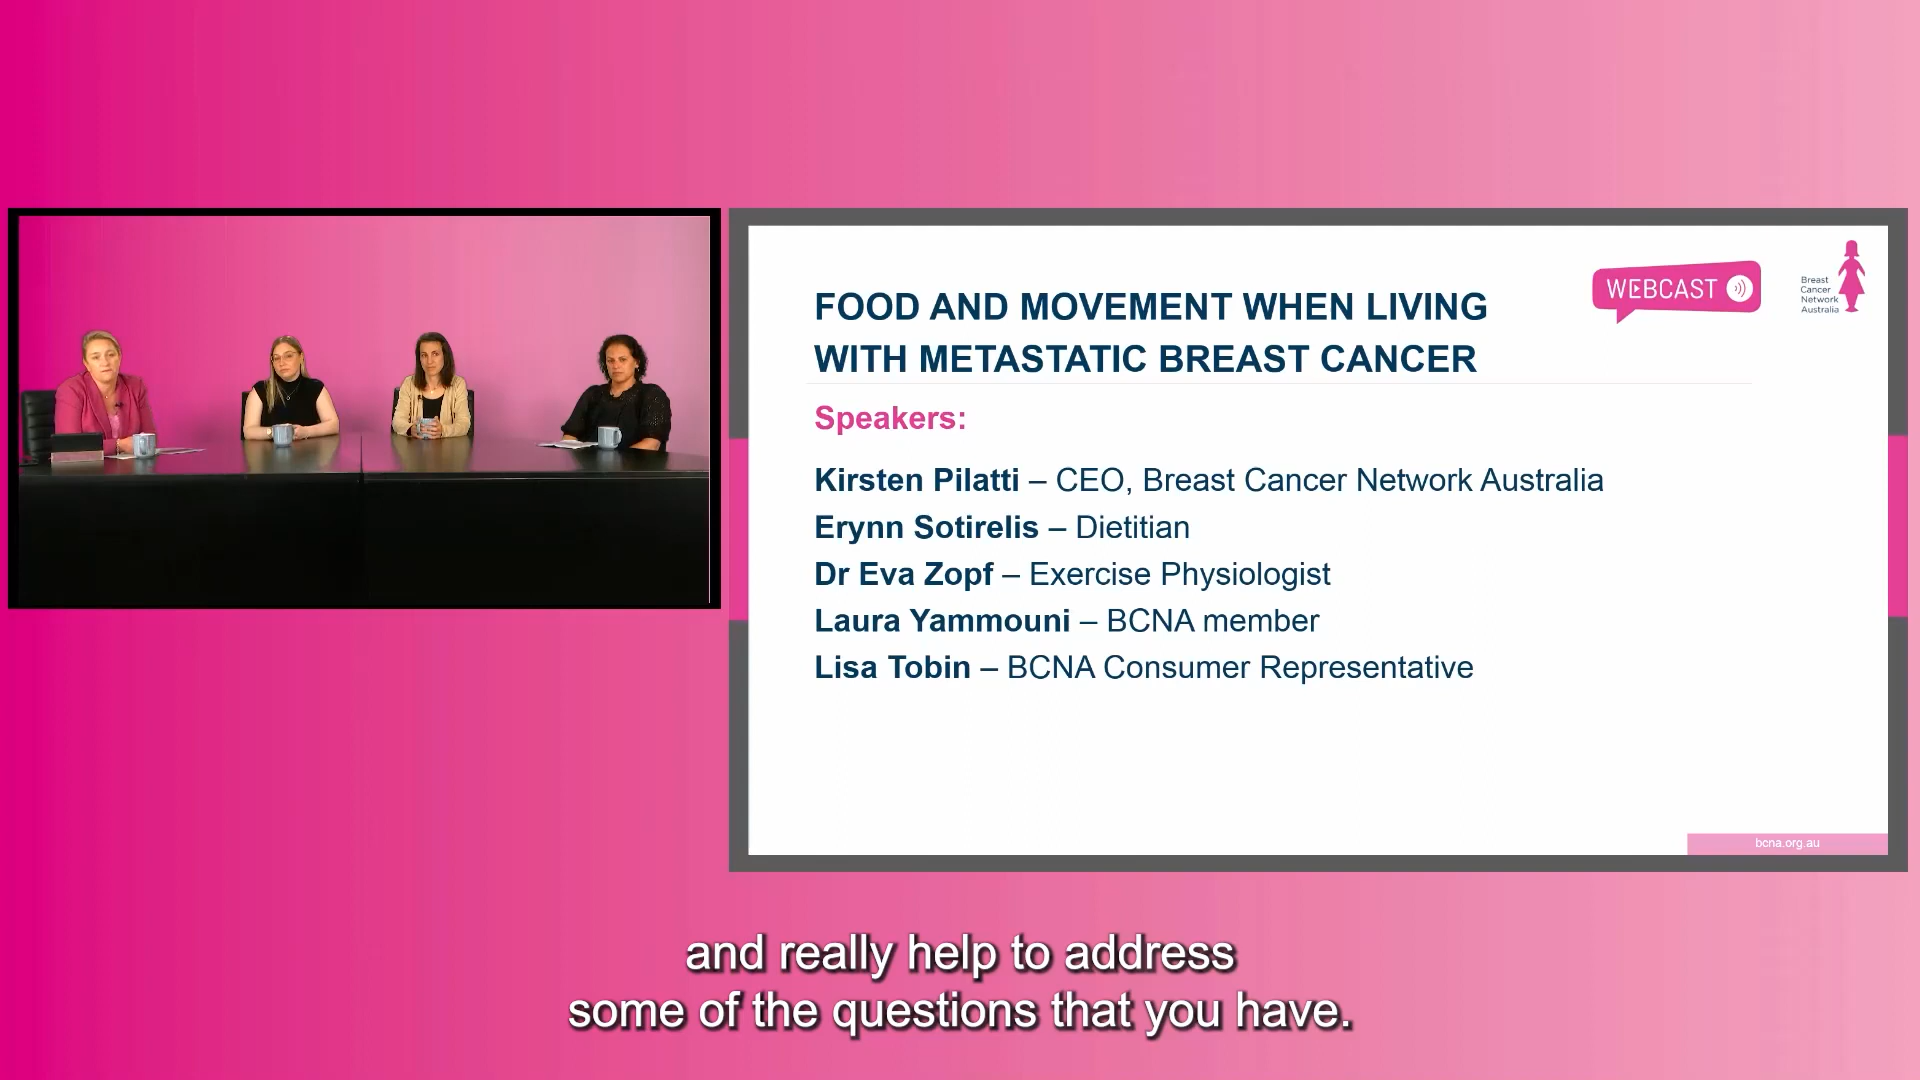 WEBCAST
Breast
Cancer
Network
Australia
FOOD AND MOVEMENT WHEN LIVING
WITH METASTATIC BREAST CANCER
Speakers:
Kirsten Pilatti – CEO, Breast Cancer Network Australia
Erynn Sotirelis – Dietitian
Dr Eva Zopf – Exercise Physiologist
Laura Yammouni – BCNA member
Lisa Tobin – BCNA Consumer Representative
bcna.org.au
and really help to address
some of the questions that you have.